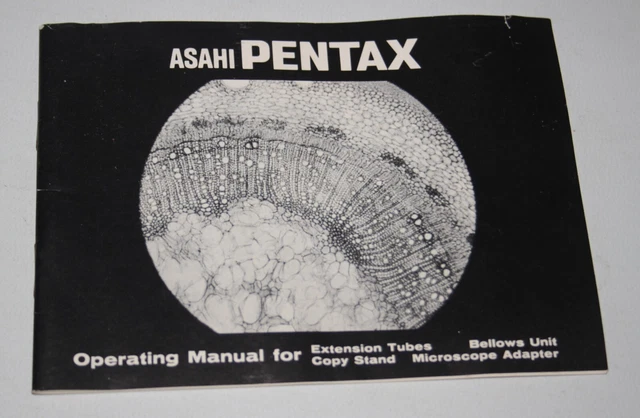 ASAHI PENTAX
Operating Manual for
Extension Tubes Bellows Unit
Copy Stand Microscope Adapter